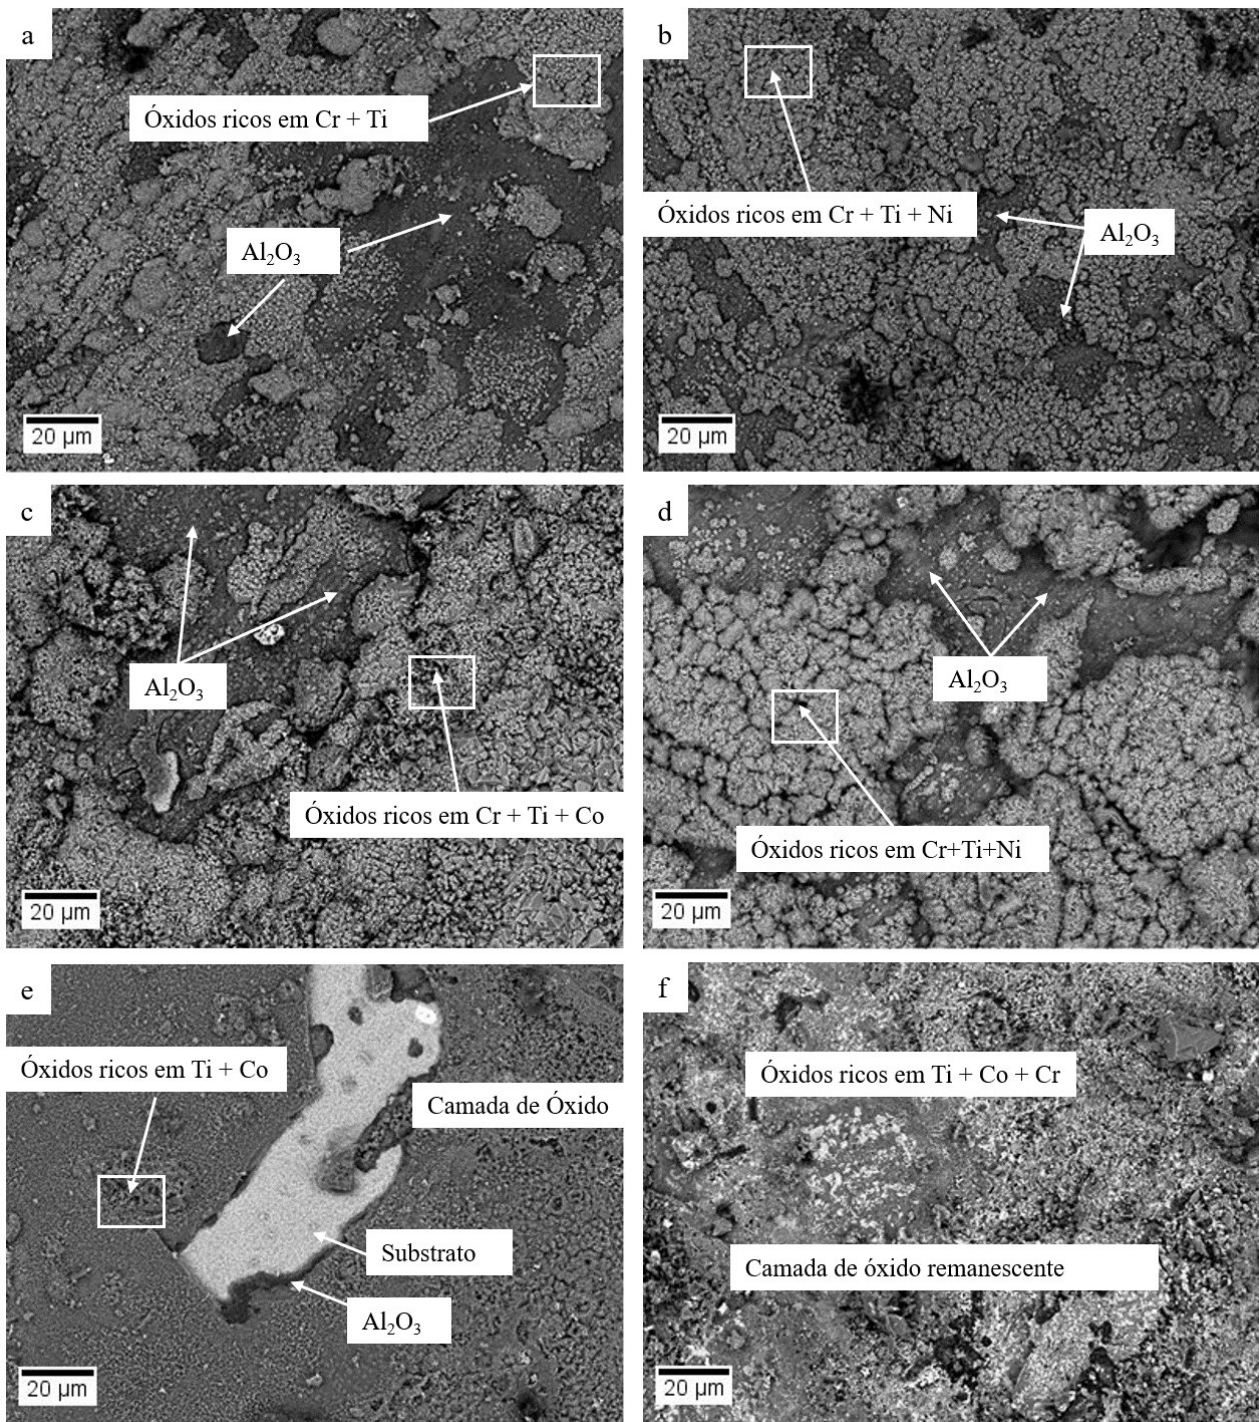 a
Óxidos ricos em Cr + Ti
Al₂O₃
20 µm
b
Óxidos ricos em Cr + Ti + Ni
Al₂O₃
20 µm
c
Al₂O₃
Óxidos ricos em Cr + Ti + Co
20 µm
d
Al₂O₃
Óxidos ricos em Cr+Ti+Ni
20 µm
e
Óxidos ricos em Ti + Co
Camada de Óxido
Substrato
Al₂O₃
20 µm
f
Óxidos ricos em Ti + Co + Cr
Camada de óxido remanescente
20 µm